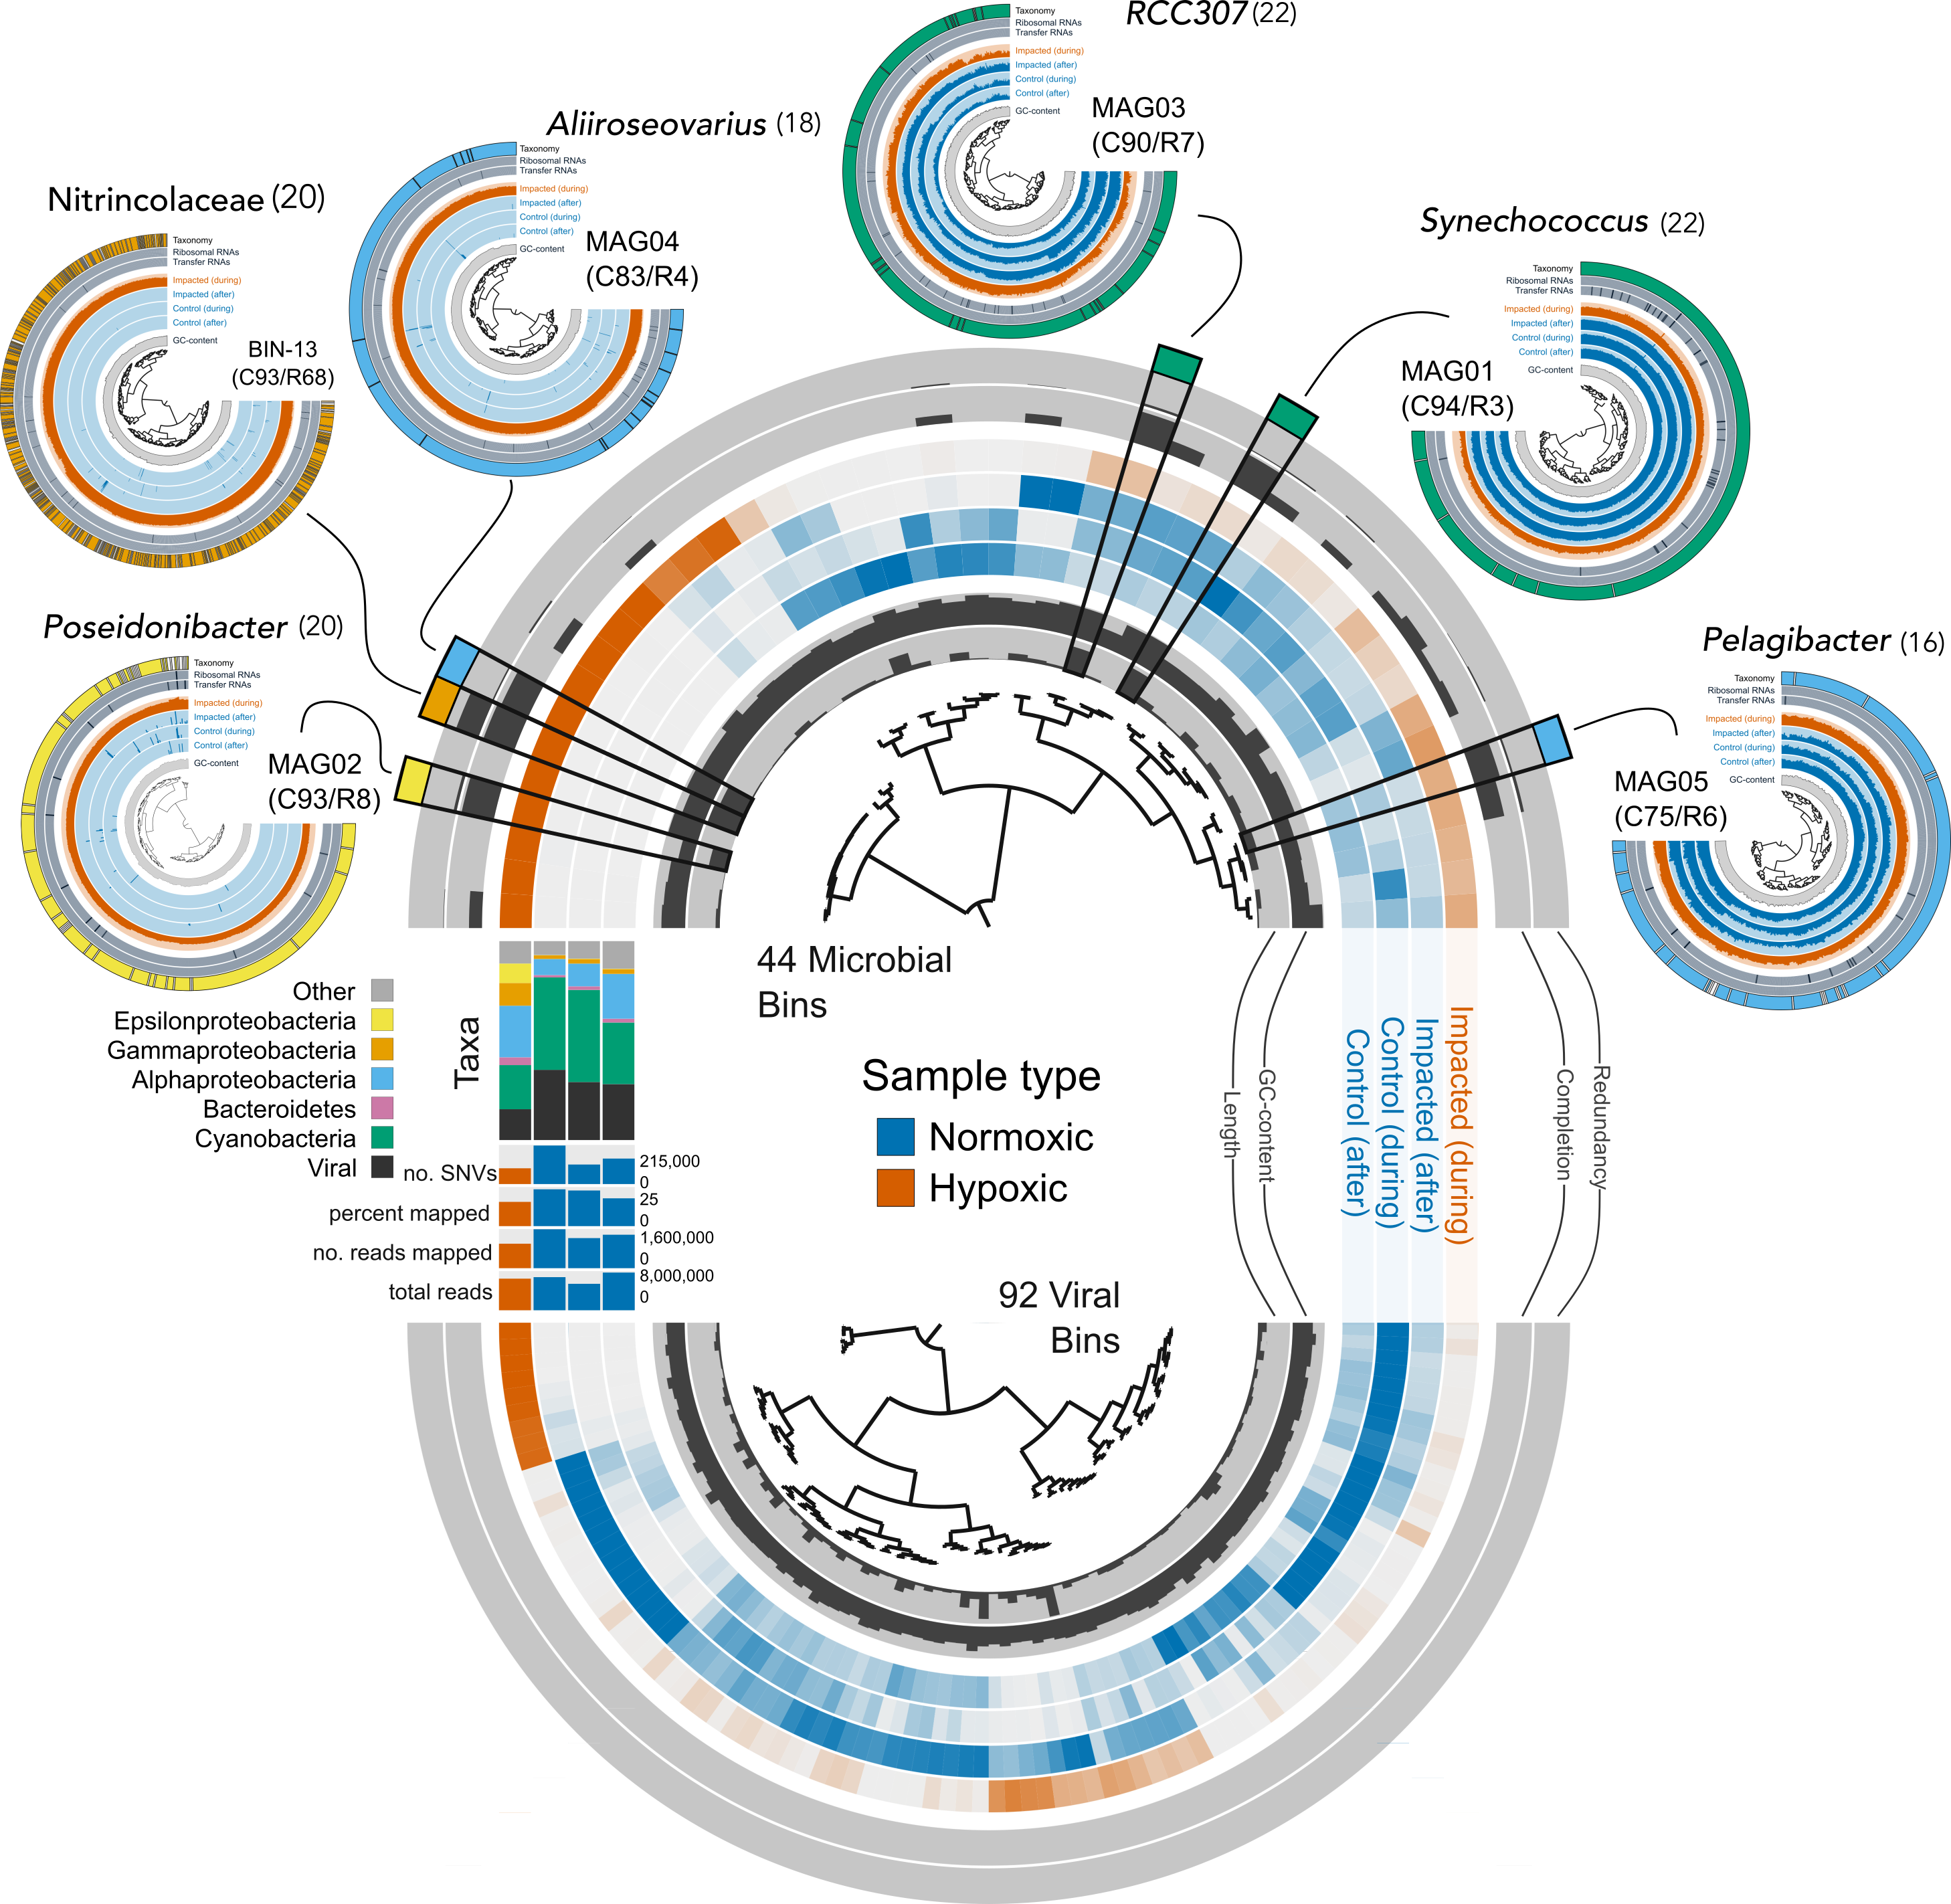 RCC307 (22)
Taxonomy
Ribosomal RNAs
Transfer RNAs
Impacted (during)
Impacted (after)
Control (during)
Control (after)
GC-content
MAG03
(C90/R7)
Aliiroseovarius (18)
Taxonomy
Ribosomal RNAs
Transfer RNAs
Impacted (during)
Impacted (after)
Control (during)
Control (after)
GC-content
MAG04
(C83/R4)
Nitrincolaceae (20)
Taxonomy
Ribosomal RNAs
Transfer RNAs
Impacted (during)
Impacted (after)
Control (during)
Control (after)
GC-content
BIN-13
(C93/R68)
Synechococcus (22)
Taxonomy
Ribosomal RNAs
Transfer RNAs
Impacted (during)
Impacted (after)
Control (during)
Control (after)
GC-content
MAG01
(C94/R3)
Poseidonibacter (20)
Taxonomy
Ribosomal RNAs
Transfer RNAs
Impacted (during)
Impacted (after)
Control (during)
Control (after)
GC-content
MAG02
(C93/R8)
Pelagibacter (16)
Taxonomy
Ribosomal RNAs
Transfer RNAs
Impacted (during)
Impacted (after)
Control (during)
Control (after)
GC-content
MAG05
(C75/R6)
44 Microbial
Bins
Other
Epsilonproteobacteria
Gammaproteobacteria
Alphaproteobacteria
Bacteroidetes
Cyanobacteria
Viral
Taxa
no. SNVs
215,000
0
percent mapped
25
0
no. reads mapped
1,600,000
0
total reads
8,000,000
0
Sample type
Normoxic
Hypoxic
Length
GC-content
Control (after)
Control (during)
Impacted (after)
Impacted (during)
Completion
Redundancy
92 Viral
Bins